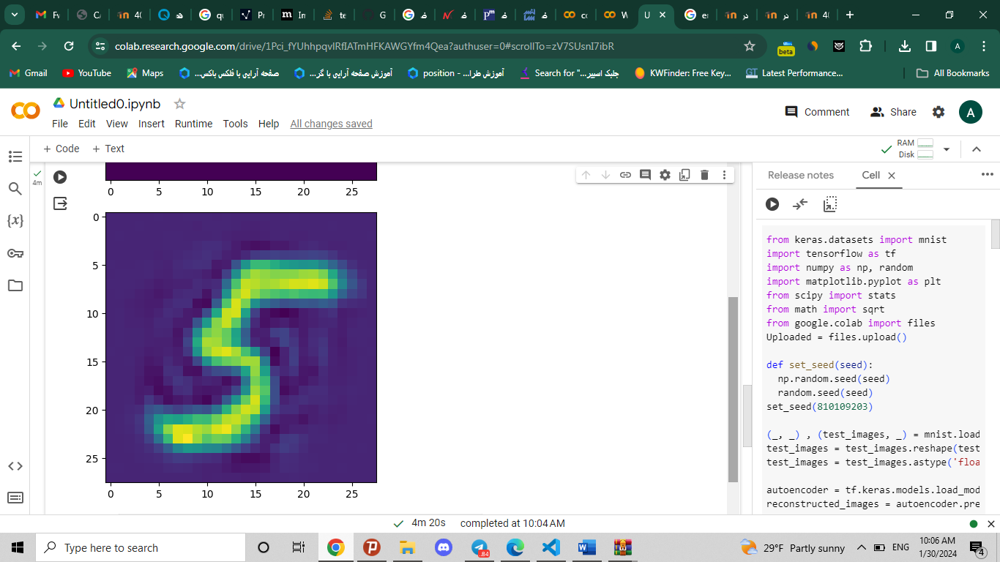 Fv
C
4(
Q
ه
G
qu
Pr
m
In
te
G
G
ف
ف
Pm
ف
ف
co
W
U
G
er
در
در
4(
colab.research.google.com/drive/1Pci_fYUhhpqvlRfIATmHFKAWGYfm4Qea?authuser=0#scrollTo=zV7SUsnI7ibR
beta
A
Gmail
YouTube
Maps
صفحه آرایی با فلکس باکس...
آموزش صفحه آرایی با گر...
آموزش طرا... - position
Search for "جلبک اسپیر...
KWFinder: Free Key...
GT Latest Performance...
All Bookmarks
Untitled0.ipynb
File Edit View Insert Runtime Tools Help All changes saved
Comment
Share
A
+ Code + Text
RAM
Disk
4m
0 5 10 15 20 25
0
5
10
15
20
25
0 5 10 15 20 25
{x}
Release notes
Cell
from keras.datasets import mnist
import tensorflow as tf
import numpy as np, random
import matplotlib.pyplot as plt
from scipy import stats
from math import sqrt
from google.colab import files
Uploaded = files.upload()
def set_seed(seed):
np.random.seed(seed)
random.seed(seed)
set_seed(810109203)
(_, _) , (test_images, _) = mnist.load
test_images = test_images.reshape(test
test_images = test_images.astype('floa
autoencoder = tf.keras.models.load_mod
reconstructed_images = autoencoder.pre
4m 20s completed at 10:04 AM
Type here to search
84
29°F Partly sunny
ENG
10:06 AM
1/30/2024
4